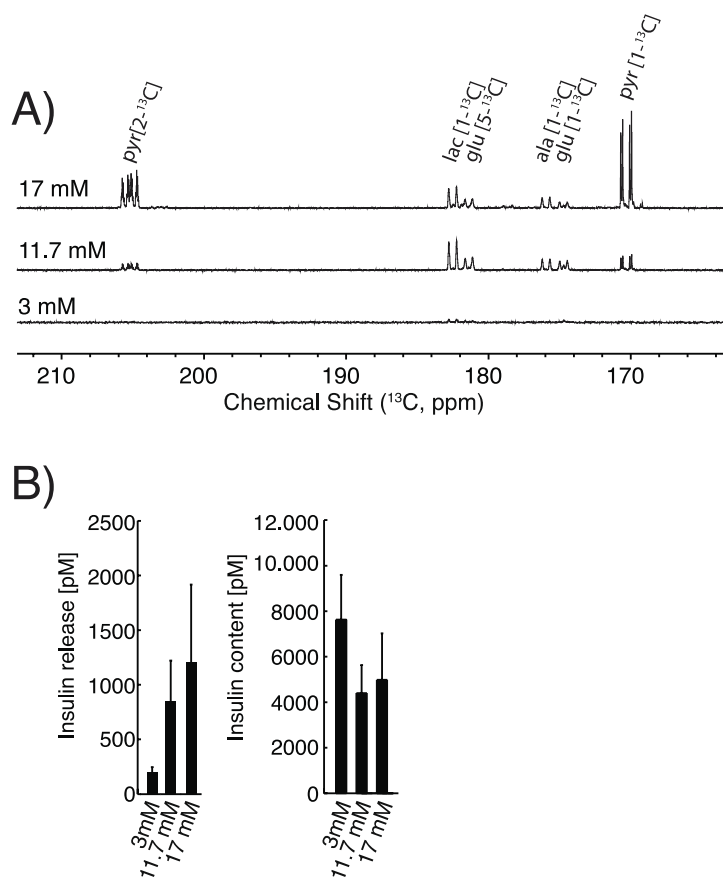 A)
pyr[2-¹³C]
lac [1-¹³C]
glu [5-¹³C]
ala [1-¹³C]
glu [1-¹³C]
pyr [1-¹³C]
17 mM
11.7 mM
3 mM
210 200 190 180 170
Chemical Shift (¹³C, ppm)
B)
Insulin release [pM]
2500
2000
1500
1000
500
0
3mM
11.7 mM
17 mM
Insulin content [pM]
12.000
10.000
8000
6000
4000
2000
0
3mM
11.7 mM
17 mM